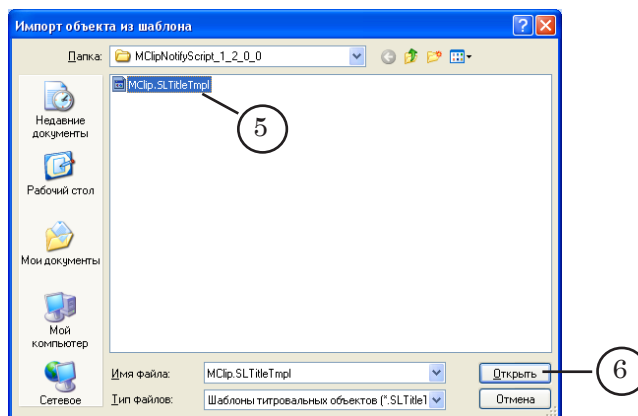 Импорт объекта из шаблона
Папка: MClipNotifyScript_1_2_0_0
MClip.SLTitleTmpl
5
Недавние
документы
Рабочий стол
Мои документы
Мой
компьютер
Сетевое
Имя файла: MClip.SLTitleTmpl Открыть 6
Тип файлов: Шаблоны титровальных объектов (*.SLTitleT Отмена